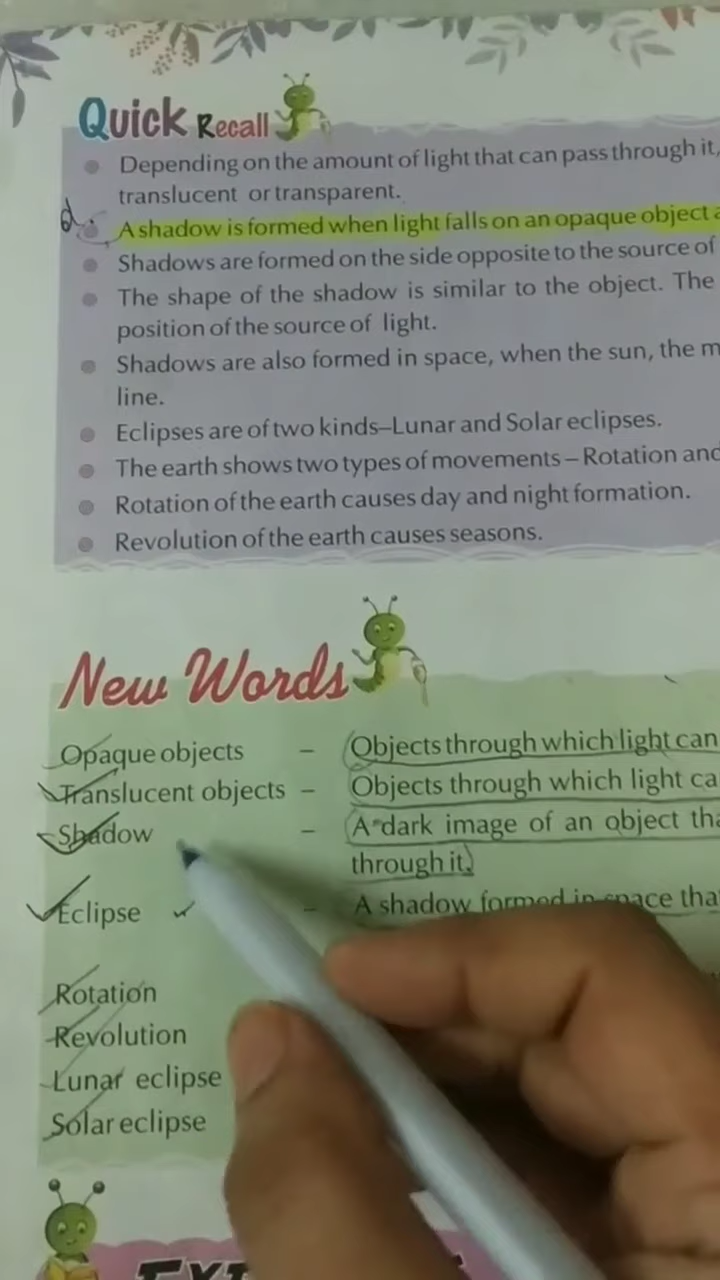 Quick Recall
Depending on the amount of light that can pass through it,
translucent or transparent.
d.
A shadow is formed when light falls on an opaque object a
Shadows are formed on the side opposite to the source of
The shape of the shadow is similar to the object. The
position of the source of light.
Shadows are also formed in space, when the sun, the m
line.
Eclipses are of two kinds–Lunar and Solar eclipses.
The earth shows two types of movements – Rotation and
Rotation of the earth causes day and night formation.
Revolution of the earth causes seasons.
New Words
Opaque objects – Objects through which light can
Translucent objects – Objects through which light ca
Shadow – A dark image of an object tha
through it.
Eclipse – A shadow formed in space tha
Rotation
Revolution
Lunar eclipse
Solar eclipse